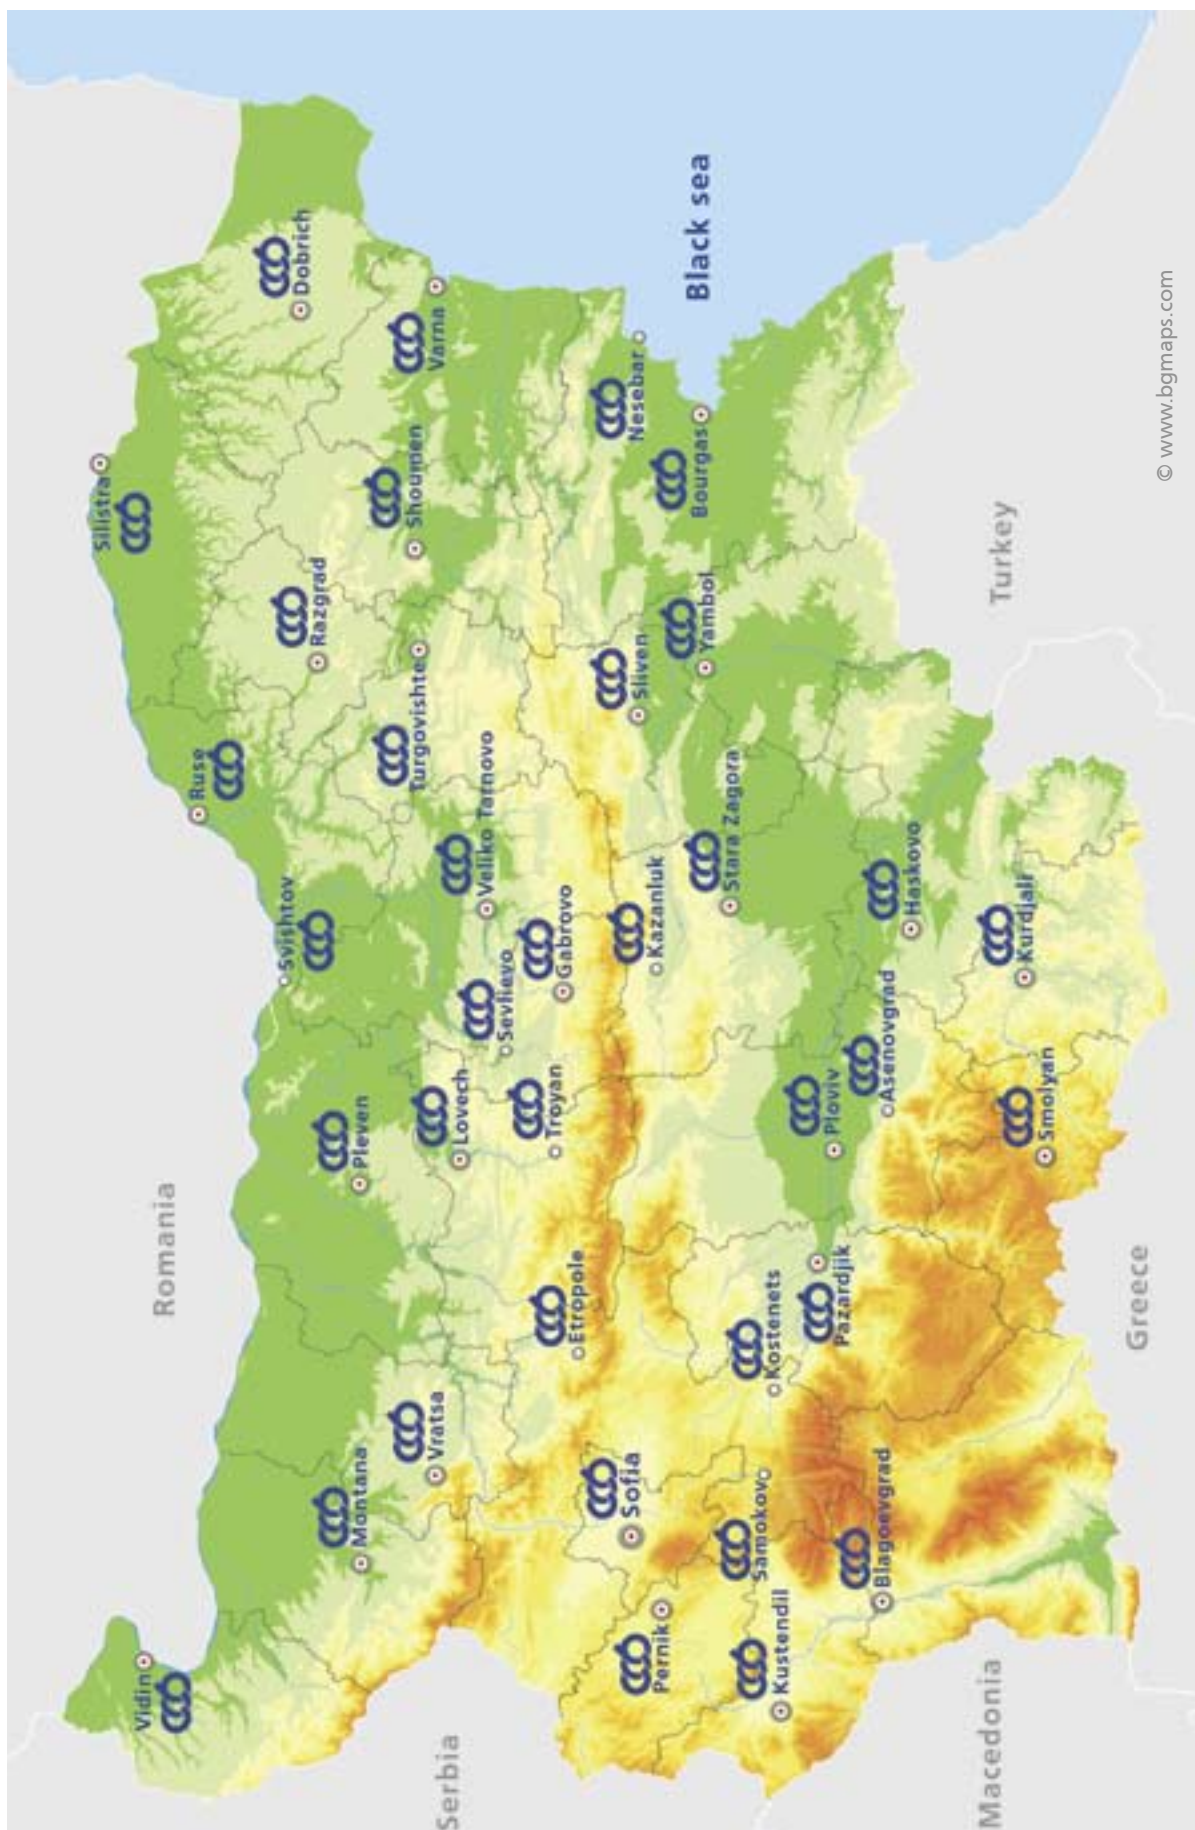 Romania
Vidin
Montana
Vratsa
Pleven
Svishtov
Ruse
Silistra
Razgrad
Dobrich
Varna
Shoumen
Turgovishte
Veliko Tarnovo
Lovech
Sevlievo
Troyan
Gabrovo
Etropole
Serbia
Sofia
Pernik
Kustendil
Samokovo
Kostenets
Pazardjik
Ploviv
Asenovgrad
Kazanluk
Stara Zagora
Sliven
Yambol
Nesebar
Bourgas
Black sea
Haskovo
Kurdjali
Smolyan
Blagoevgrad
Macedonia
Greece
Turkey
© www.bgmaps.com